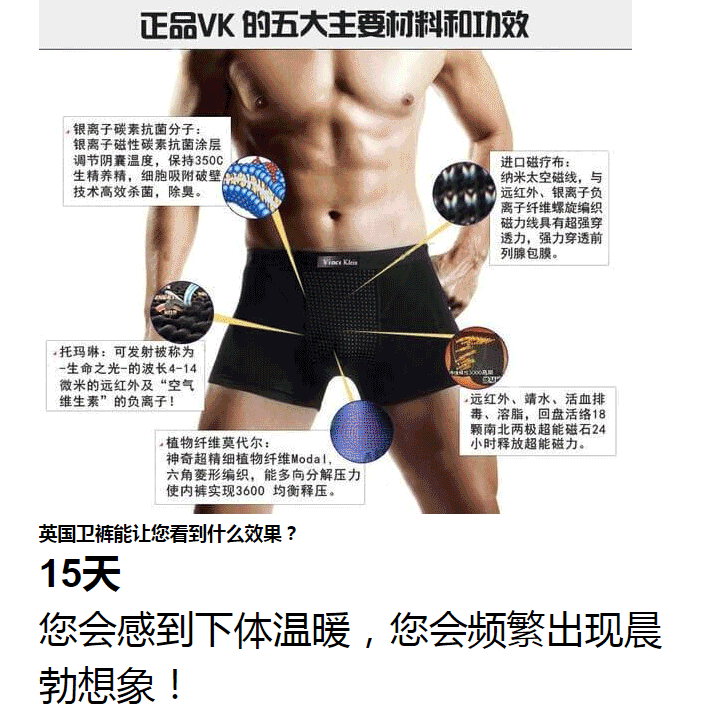 正品VK 的五大主要材料和功效
银离子碳素抗菌分子：
银离子磁性碳素抗菌涂层
调节阴囊温度，保持350C
生精养精，细胞吸附破壁
技术高效杀菌，除臭。
进口磁疗布：
纳米太空磁线，与
远红外、银离子负
离子纤维螺旋编织
磁力线具有超强穿
透力，强力穿透前
列腺包膜。
Vincs Klein
托玛琳：可发射被称为
-生命之光-的波长4-14
微米的远红外及“空气
维生素”的负离子！
远红外、靖水、活血排
毒、溶脂，回盘活络18
颗南北两极超能磁石24
小时释放超能磁力。
植物纤维莫代尔：
神奇超精细植物纤维Modal,
六角菱形编织，能多向分解压力
使内裤实现3600 均衡释压。
英国卫裤能让您看到什么效果？
15天
您会感到下体温暖，您会频繁出现晨
勃想象！